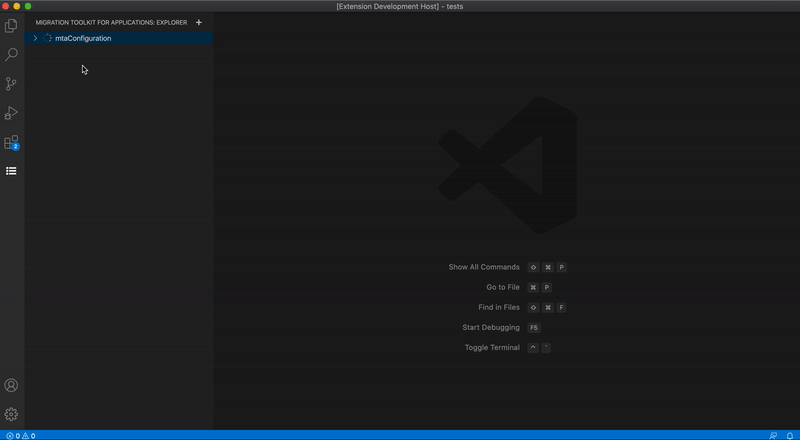 [Extension Development Host] - tests
MIGRATION TOOLKIT FOR APPLICATIONS: EXPLORER +
mtaConfiguration
2
Show All Commands ⇧ ⌘ P
Go to File ⌘ P
Find in Files ⇧ ⌘ F
Start Debugging F5
Toggle Terminal ^ `
0 0